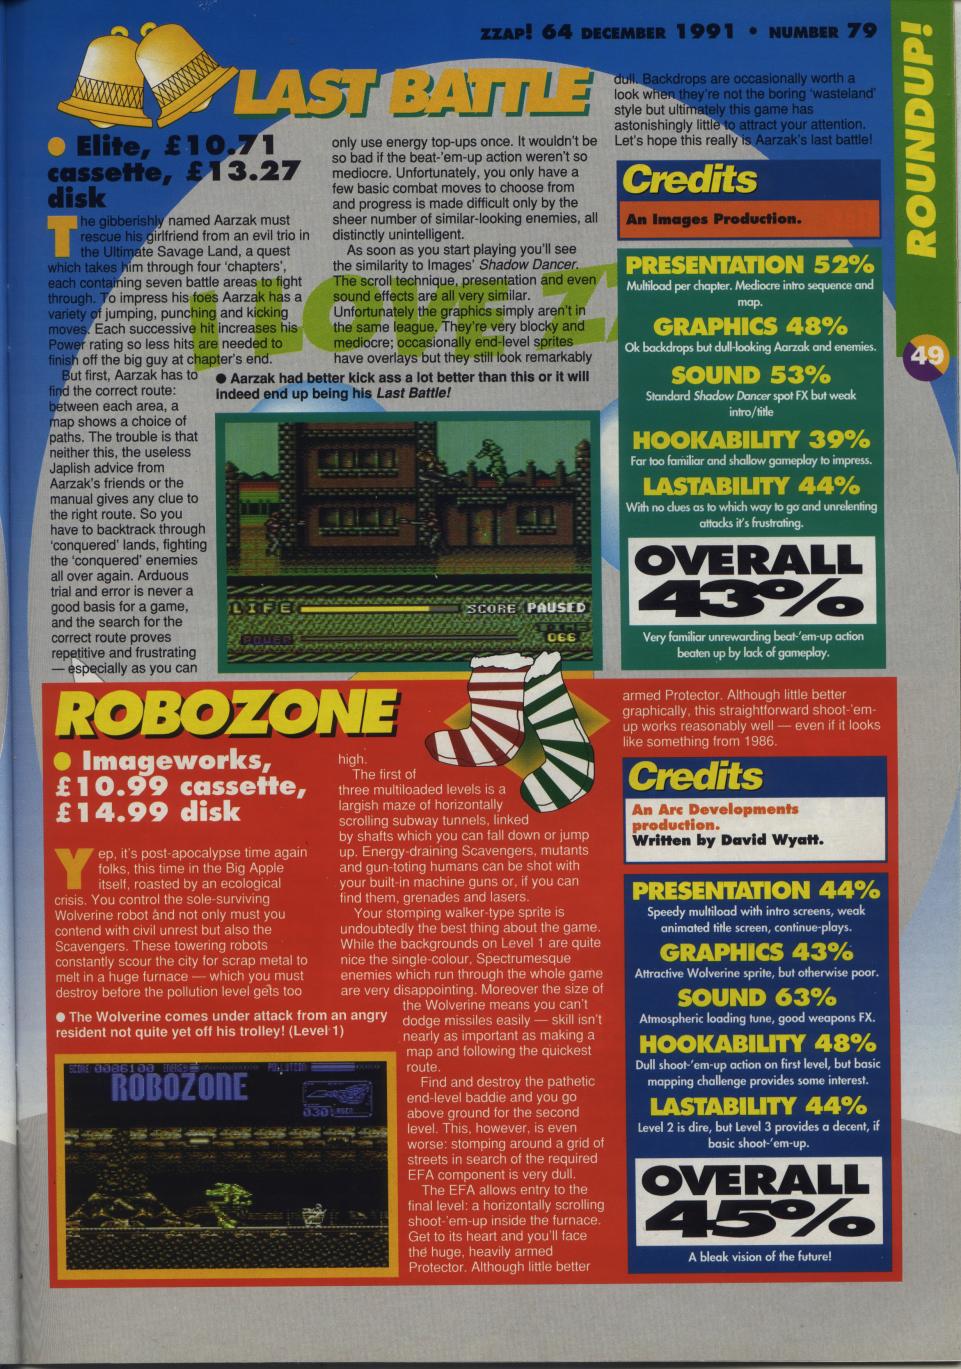 ZZAP! 64 DECEMBER 1991 • NUMBER 79
ROUNDUP!
49
LAST BATTLE
● Elite, £10.71
cassette, £13.27
disk
The gibberishly named Aarzak must
rescue his girlfriend from an evil trio in
the Ultimate Savage Land, a quest
which takes him through four 'chapters',
each containing seven battle areas to fight
through. To impress his foes Aarzak has a
variety of jumping, punching and kicking
moves. Each successive hit increases his
Power rating so less hits are needed to
finish off the big guy at chapter's end.
But first, Aarzak has to
find the correct route:
between each area, a
map shows a choice of
paths. The trouble is that
neither this, the useless
Japlish advice from
Aarzak's friends or the
manual gives any clue to
the right route. So you
have to backtrack through
'conquered' lands, fighting
the 'conquered' enemies
all over again. Arduous
trial and error is never a
good basis for a game,
and the search for the
correct route proves
repetitive and frustrating
— especially as you can
only use energy top-ups once. It wouldn't be
so bad if the beat-'em-up action weren't so
mediocre. Unfortunately, you only have a
few basic combat moves to choose from
and progress is made difficult only by the
sheer number of similar-looking enemies, all
distinctly unintelligent.
As soon as you start playing you'll see
the similarity to Images' Shadow Dancer.
The scroll technique, presentation and even
sound effects are all very similar.
Unfortunately the graphics simply aren't in
the same league. They're very blocky and
mediocre; occasionally end-level sprites
have overlays but they still look remarkably
dull. Backdrops are occasionally worth a
look when they're not the boring 'wasteland'
style but ultimately this game has
astonishingly little to attract your attention.
Let's hope this really is Aarzak's last battle!
● Aarzak had better kick ass a lot better than this or it will
indeed end up being his Last Battle!
LIFE
SCORE PAUSED
POWER
TIME
066
Credits
An Images Production.
PRESENTATION 52%
Multiload per chapter. Mediocre intro sequence and
map.
GRAPHICS 48%
Ok backdrops but dull-looking Aarzak and enemies.
SOUND 53%
Standard Shadow Dancer spot FX but weak
intro/title
HOOKABILITY 39%
Far too familiar and shallow gameplay to impress.
LASTABILITY 44%
With no clues as to which way to go and unrelenting
attacks it's frustrating.
OVERALL
43%
Very familiar unrewarding beat-'em-up action
beaten up by lack of gameplay.
ROBOZONE
● Imageworks,
£10.99 cassette,
£14.99 disk
Yep, it's post-apocalypse time again
folks, this time in the Big Apple
itself, roasted by an ecological
crisis. You control the sole-surviving
Wolverine robot and not only must you
contend with civil unrest but also the
Scavengers. These towering robots
constantly scour the city for scrap metal to
melt in a huge furnace — which you must
destroy before the pollution level gets too
high.
The first of
three multiloaded levels is a
largish maze of horizontally
scrolling subway tunnels, linked
by shafts which you can fall down or jump
up. Energy-draining Scavengers, mutants
and gun-toting humans can be shot with
your built-in machine guns or, if you can
find them, grenades and lasers.
Your stomping walker-type sprite is
undoubtedly the best thing about the game.
While the backgrounds on Level 1 are quite
nice the single-colour, Spectrumesque
enemies which run through the whole game
are very disappointing. Moreover the size of
the Wolverine means you can't
dodge missiles easily — skill isn't
nearly as important as making a
map and following the quickest
route.
Find and destroy the pathetic
end-level baddie and you go
above ground for the second
level. This, however, is even
worse: stomping around a grid of
streets in search of the required
EFA component is very dull.
The EFA allows entry to the
final level: a horizontally scrolling
shoot-'em-up inside the furnace.
Get to its heart and you'll face
the huge, heavily armed
Protector. Although little better
armed Protector. Although little better
graphically, this straightforward shoot-'em-
up works reasonably well — even if it looks
like something from 1986.
● The Wolverine comes under attack from an angry
resident not quite yet off his trolley! (Level 1)
SCORE 0086100 ENERGY POLLUTION
ROBOZONE
030
Credits
An Arc Developments
production.
Written by David Wyatt.
PRESENTATION 44%
Speedy multiload with intro screens, weak
animated title screen, continue-plays.
GRAPHICS 43%
Attractive Wolverine sprite, but otherwise poor.
SOUND 63%
Atmospheric loading tune, good weapons FX.
HOOKABILITY 48%
Dull shoot-'em-up action on first level, but basic
mapping challenge provides some interest.
LASTABILITY 44%
Level 2 is dire, but Level 3 provides a decent, if
basic shoot-'em-up.
OVERALL
45%
A bleak vision of the future!